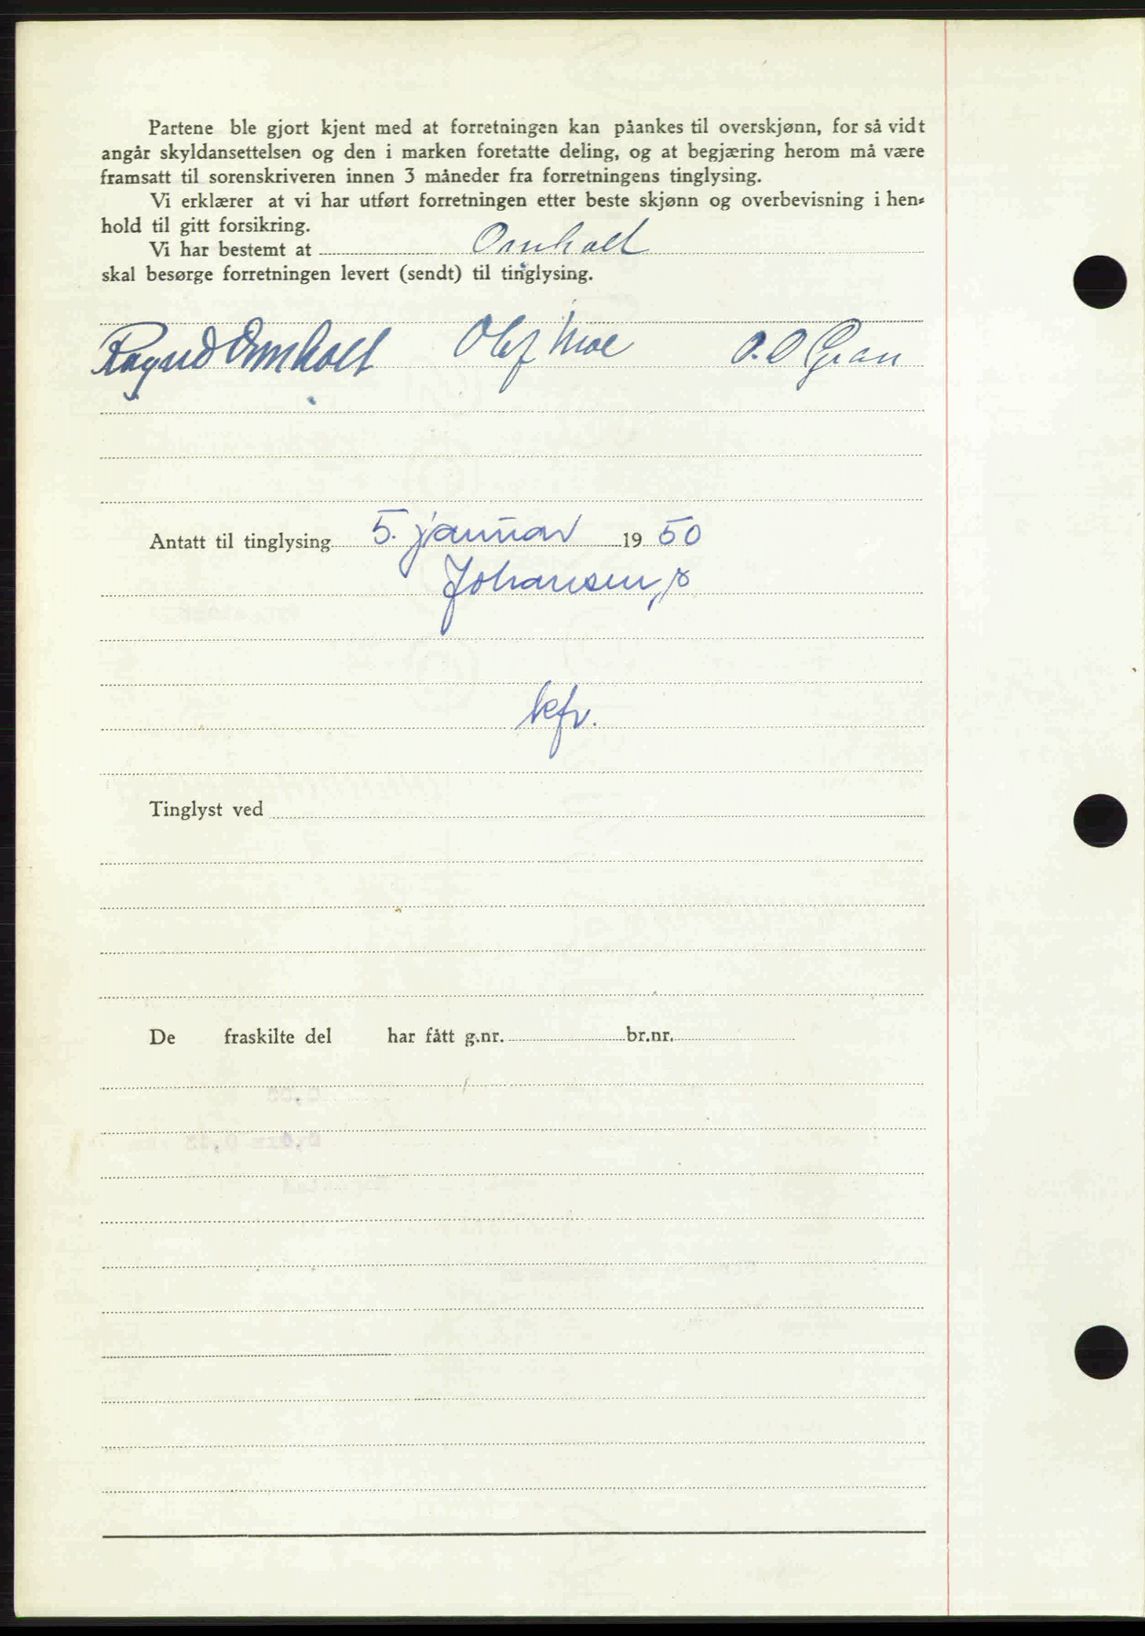 Partene ble gjort kjent med at forretningen kan påankes til overskjønn, for så vidt
angår skyldansettelsen og den i marken foretatte deling, og at begjæring herom må være
framsatt til sorenskriveren innen 3 måneder fra forretningens tinglysing.
Vi erklærer at vi har utført forretningen etter beste skjønn og overbevisning i hen-
hold til gitt forsikring.
Vi har bestemt at Omholt
skal besørge forretningen levert (sendt) til tinglysing.
Omholt Olef Moe O.O Gran
Antatt til tinglysing 5. januar 1950
Johansen
kfr.
Tinglyst ved
De fraskilte del har fått g.nr. br.nr.